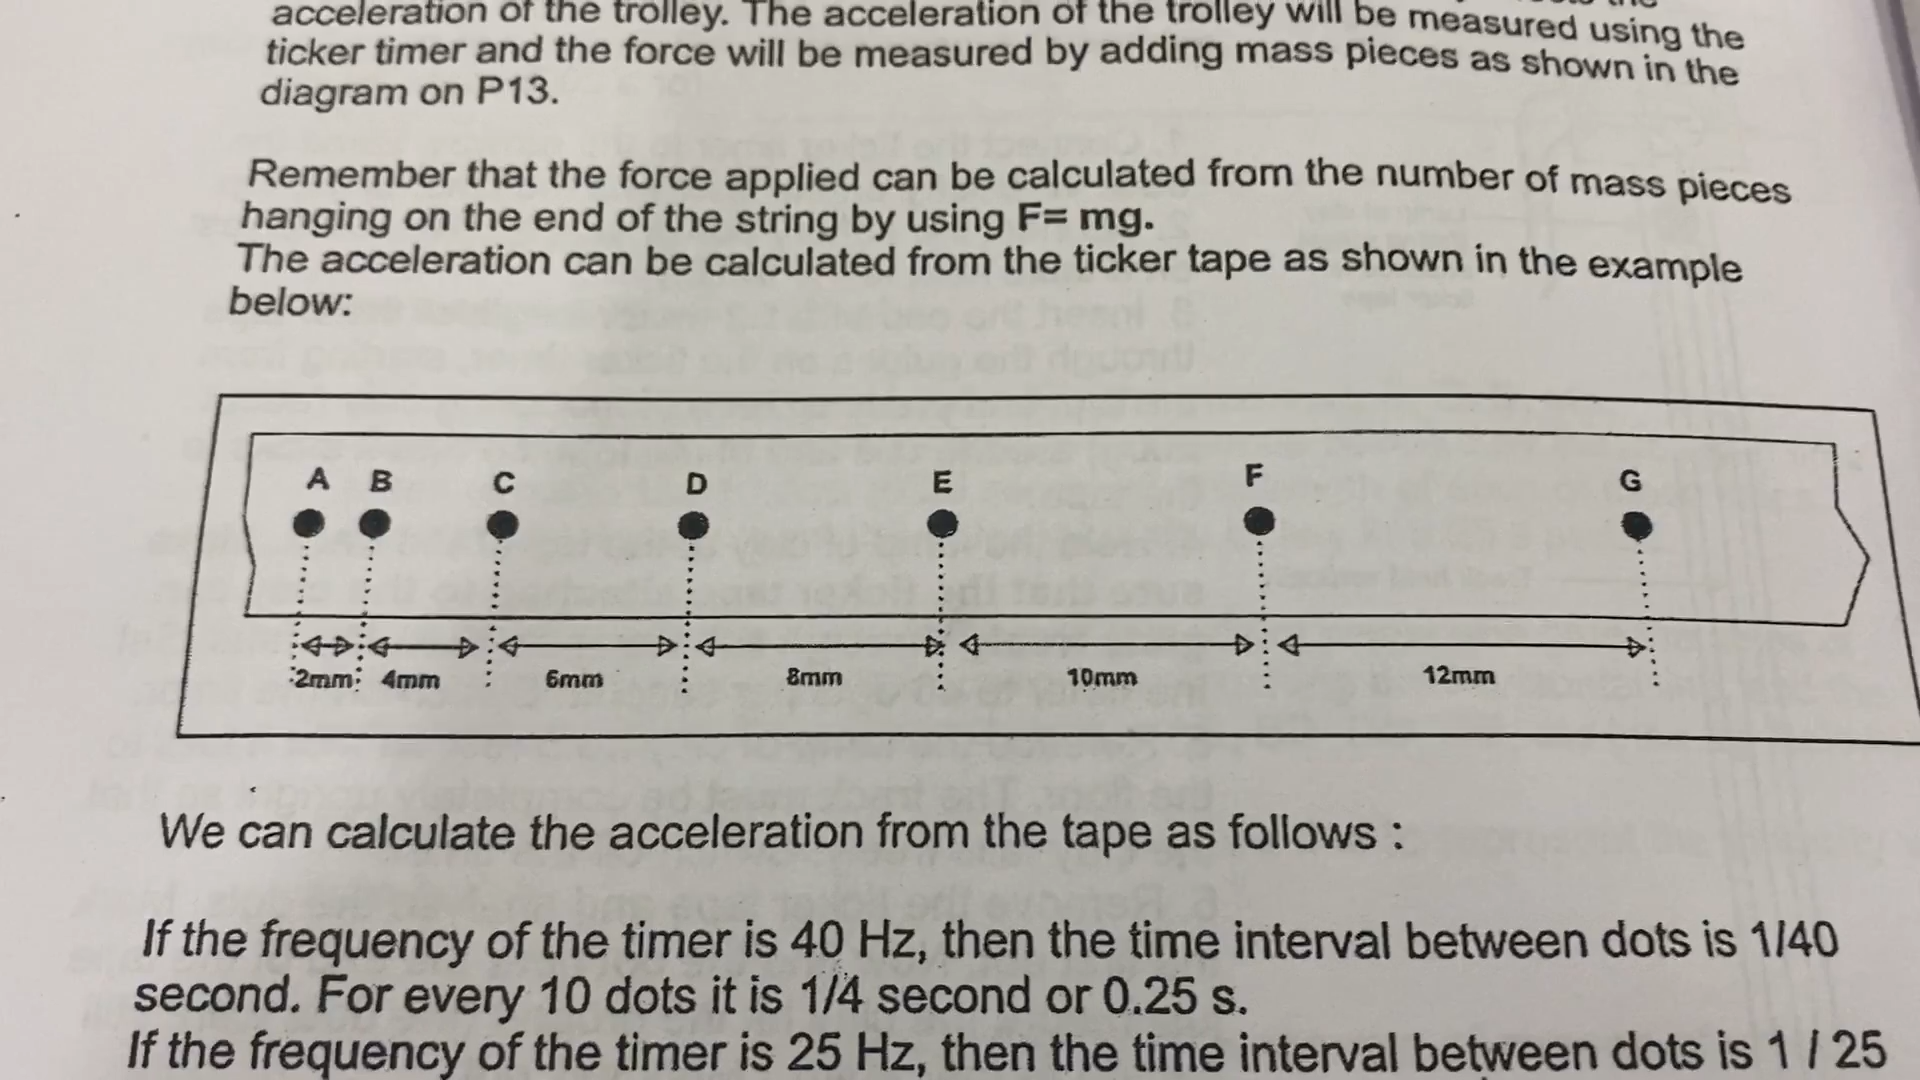 acceleration of the trolley. The acceleration of the trolley will be measured using the
ticker timer and the force will be measured by adding mass pieces as shown in the
diagram on P13.
Remember that the force applied can be calculated from the number of mass pieces
hanging on the end of the string by using F= mg.
The acceleration can be calculated from the ticker tape as shown in the example
below:
A B C D E F G
2mm 4mm 6mm 8mm 10mm 12mm
We can calculate the acceleration from the tape as follows :
If the frequency of the timer is 40 Hz, then the time interval between dots is 1/40
second. For every 10 dots it is 1/4 second or 0.25 s.
If the frequency of the timer is 25 Hz, then the time interval between dots is 1 / 25